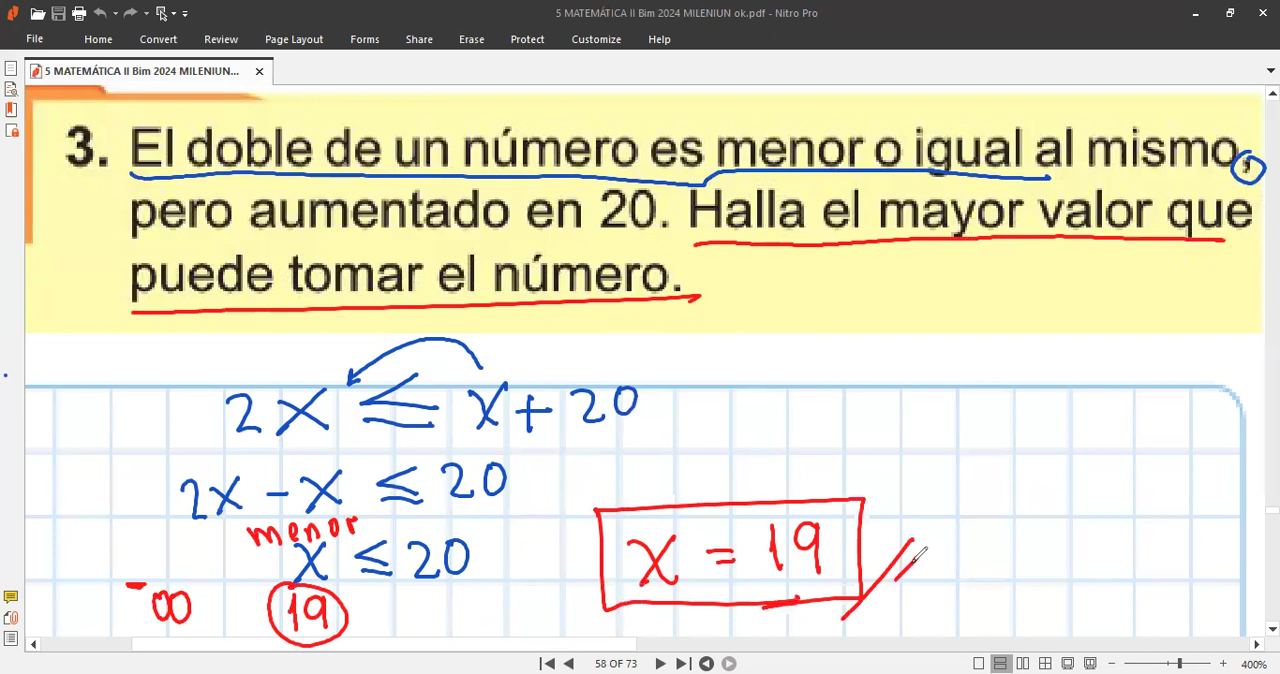 5 MATEMÁTICA II Bim 2024 MILENIUN ok.pdf - Nitro Pro
File Home Convert Review Page Layout Forms Share Erase Protect Customize Help
5 MATEMÁTICA II Bim 2024 MILENIUN...
3. El doble de un número es menor o igual al mismo,
pero aumentado en 20. Halla el mayor valor que
puede tomar el número.
2x ≤ x + 20
2x - x ≤ 20
menor
x ≤ 20
x = 19
-∞ 19
58 OF 73
400%